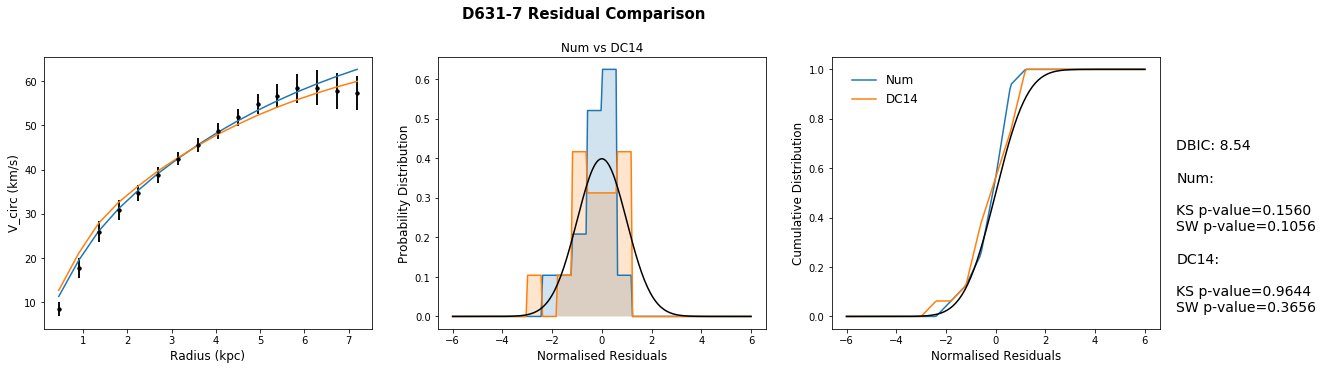 D631-7 Residual Comparison
Num vs DC14
V_circ (km/s)
60
50
40
30
20
10
1 2 3 4 5 6 7
Radius (kpc)
Probability Distribution
0.6
0.5
0.4
0.3
0.2
0.1
0.0
−6 −4 −2 0 2 4 6
Normalised Residuals
Cumulative Distribution
1.0
0.8
0.6
0.4
0.2
0.0
−6 −4 −2 0 2 4 6
Normalised Residuals
Num
DC14
DBIC: 8.54
Num:
KS p-value=0.1560
SW p-value=0.1056
DC14:
KS p-value=0.9644
SW p-value=0.3656